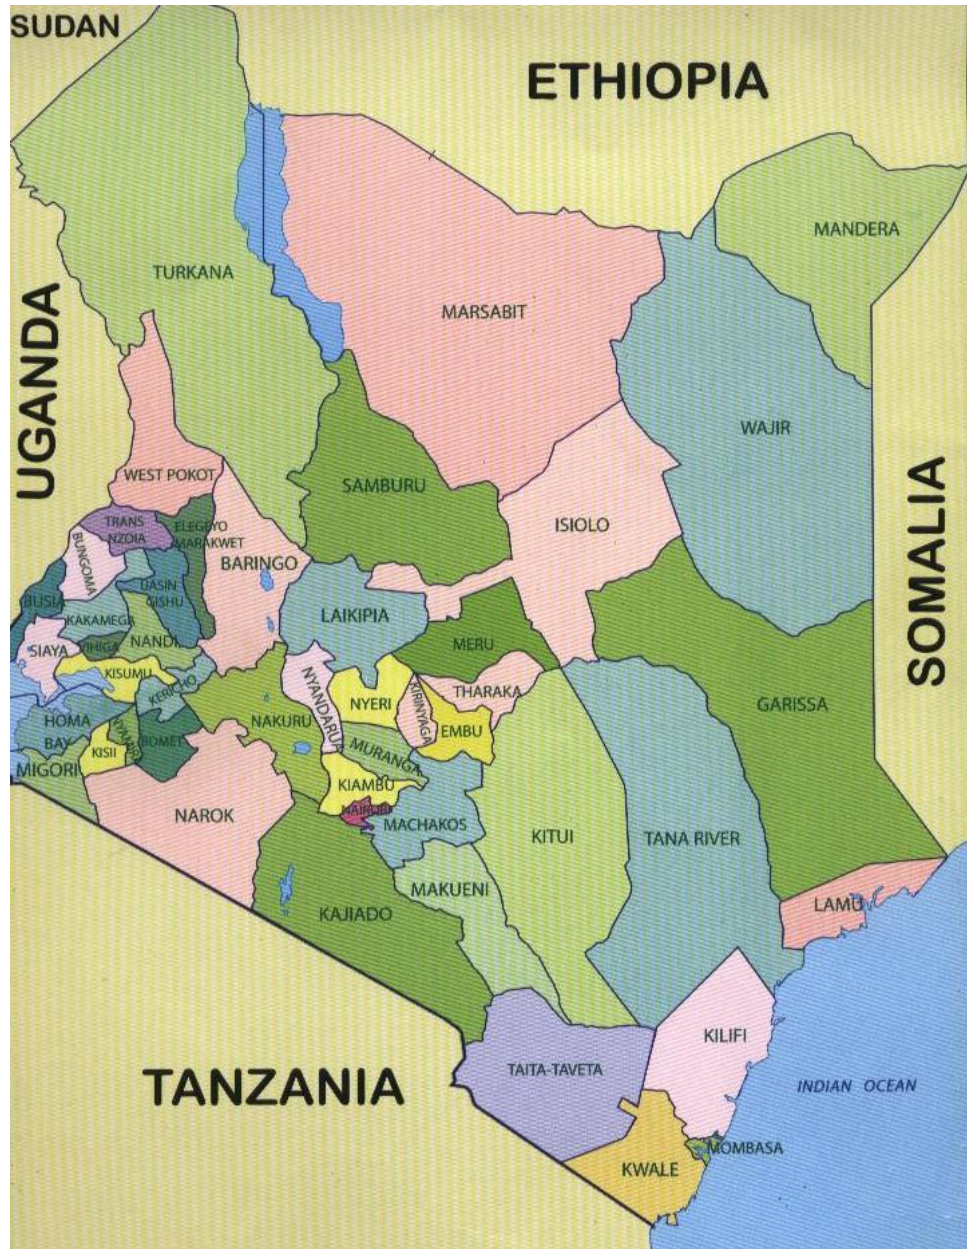 SUDAN
ETHIOPIA
MANDERA
TURKANA
MARSABIT
UGANDA
WAJIR
WEST POKOT
SAMBURU
SOMALIA
TRANS
NZOIA
ELEGEYO
MARAKWET
ISIOLO
BUNGOMA
BARINGO
DASIN
GISHU
BUSIA
KAKAMEGA
LAIKIPIA
NANDI
VIHIGA
MERU
SIAYA
KISUMU
KERICHO
THARAKA
NYANDARUA
NYERI
KIRINYAGA
GARISSA
HOMA
BAY
NYAMIRA
NAKURU
EMBU
BOMET
KISII
MURANGA
MIGORI
KIAMBU
NAROK
NAIROBI
MACHAKOS
KITUI
TANA RIVER
MAKUENI
LAMU
KAJIADO
KILIFI
TAITA-TAVETA
TANZANIA
INDIAN OCEAN
MOMBASA
KWALE